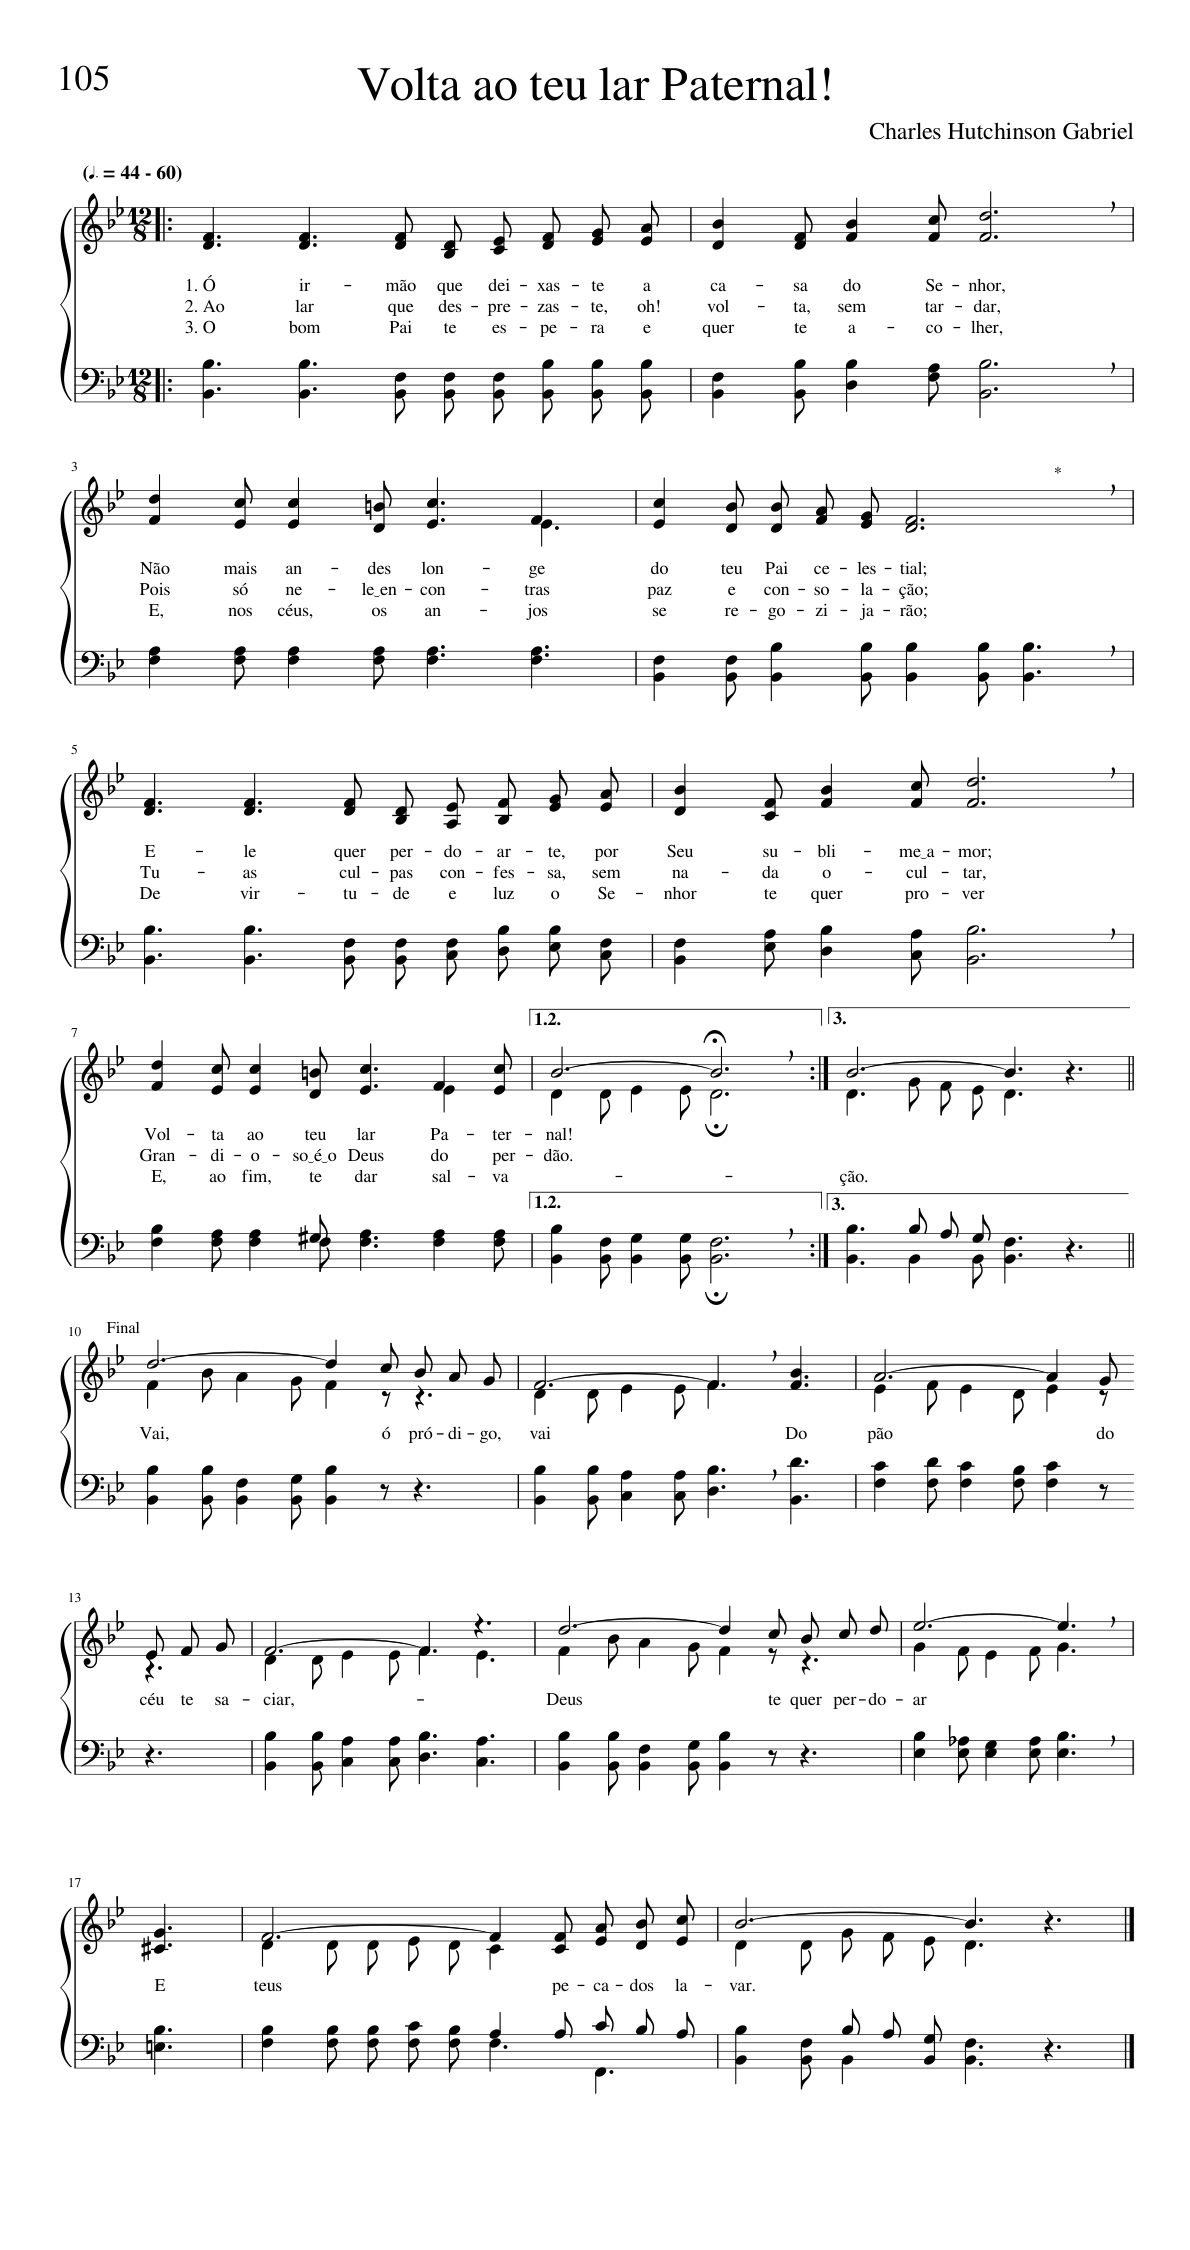 105
Volta ao teu lar Paternal!
Charles Hutchinson Gabriel
(♩. = 44 - 60)
12/8
1. Ó ir - mão que dei - xas - te a ca - sa do Se - nhor,
2. Ao lar que des - pre - zas - te, oh! vol - ta, sem tar - dar,
3. O bom Pai te es - pe - ra e quer te a - co - lher,
12/8
3
*
Não mais an - des lon - ge do teu Pai ce - les - tial;
Pois só ne - le‿en - con - tras paz e con - so - la - ção;
E, nos céus, os an - jos se re - go - zi - ja - rão;
5
E - le quer per - do - ar - te, por Seu su - bli - me‿a - mor;
Tu - as cul - pas con - fes - sa, sem na - da o - cul - tar,
De vir - tu - de e luz o Se - nhor te quer pro - ver
7
1.2.
3.
Vol - ta ao teu lar Pa - ter - nal!
Gran - di - o - so‿é‿o Deus do per - dão.
E, ao fim, te dar sal - va - - ção.
1.2.
3.
10
Final
Vai, ó pró - di - go, vai Do pão do
13
céu te sa - ciar, - Deus te quer per - do - ar
17
E teus pe - ca - dos la - var.